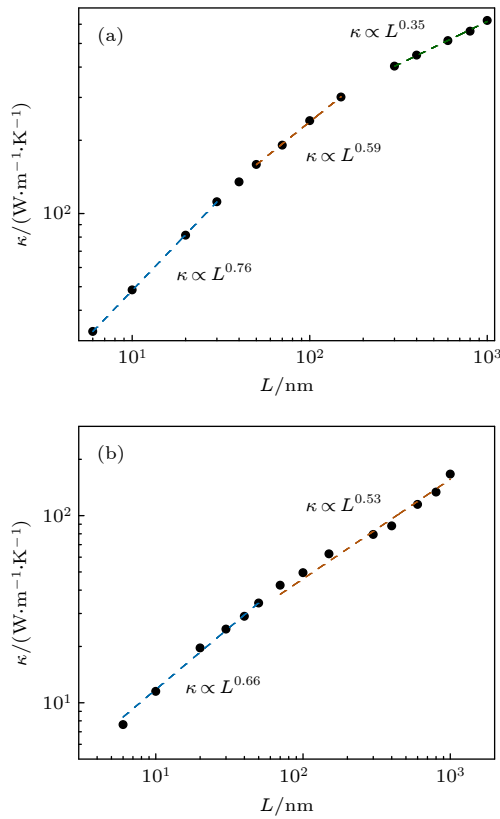 (a)
κ ∝ L^0.35
κ ∝ L^0.59
κ ∝ L^0.76
10^2
κ/(W·m^−1·K^−1)
10^1 10^2 10^3
L/nm
(b)
κ ∝ L^0.53
κ ∝ L^0.66
10^2
10^1
κ/(W·m^−1·K^−1)
10^1 10^2 10^3
L/nm